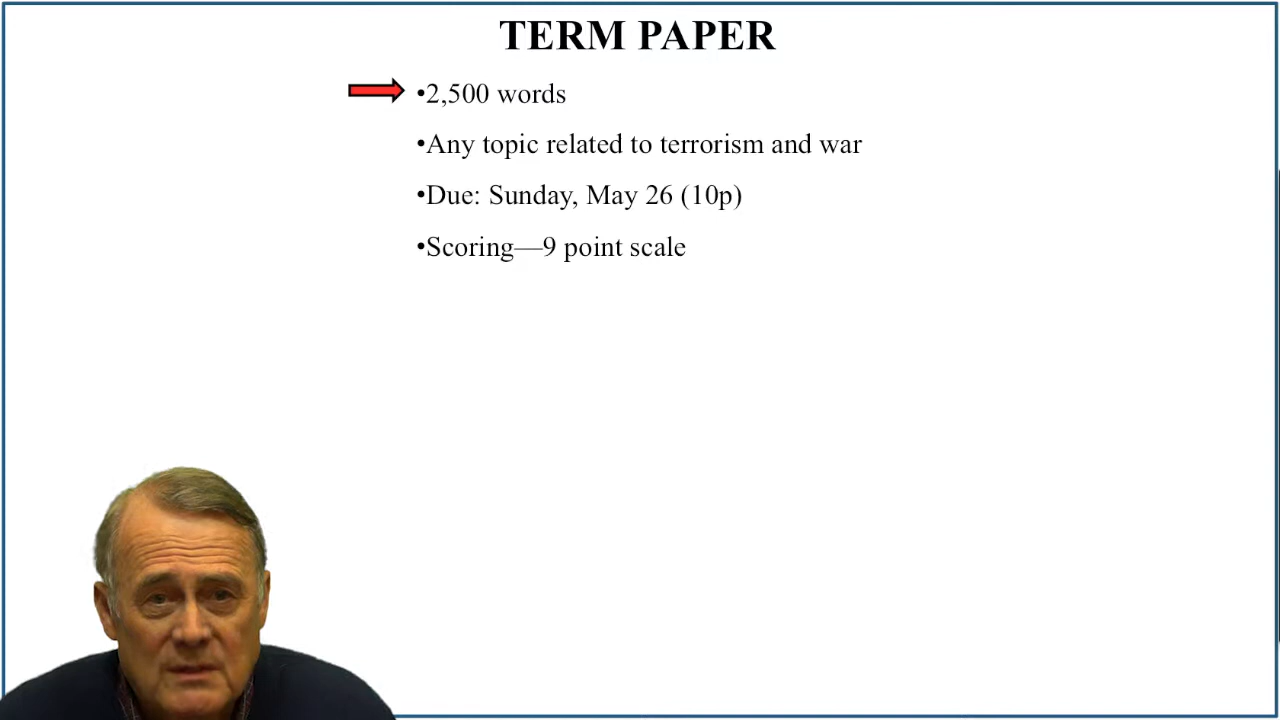 TERM PAPER
•2,500 words
•Any topic related to terrorism and war
•Due: Sunday, May 26 (10p)
•Scoring—9 point scale